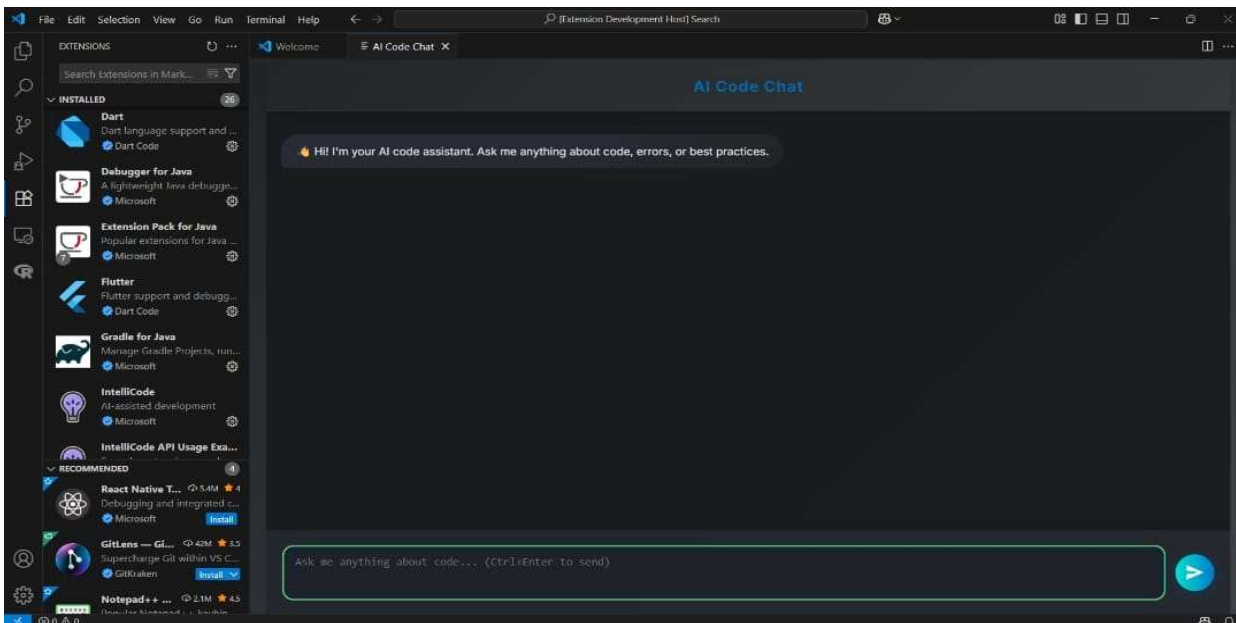 File Edit Selection View Go Run Terminal Help
[Extension Development Host] Search
EXTENSIONS
Welcome
AI Code Chat
Search Extensions in Mark...
INSTALLED
26
Dart
Dart language support and ...
Dart Code
Debugger for Java
A lightweight Java debugge...
Microsoft
Extension Pack for Java
Popular extensions for Java ...
Microsoft
7
Flutter
Flutter support and debugg...
Dart Code
Gradle for Java
Manage Gradle Projects, run...
Microsoft
IntelliCode
AI-assisted development
Microsoft
IntelliCode API Usage Exa...
RECOMMENDED
4
React Native T... 5.4M 4
Debugging and integrated c...
Microsoft
Install
GitLens — Gi... 42M 3.5
Supercharge Git within VS C...
GitKraken
Install
Notepad++ ... 2.1M 4.5
AI Code Chat
Hi! I'm your AI code assistant. Ask me anything about code, errors, or best practices.
Ask me anything about code... (Ctrl+Enter to send)
0 0